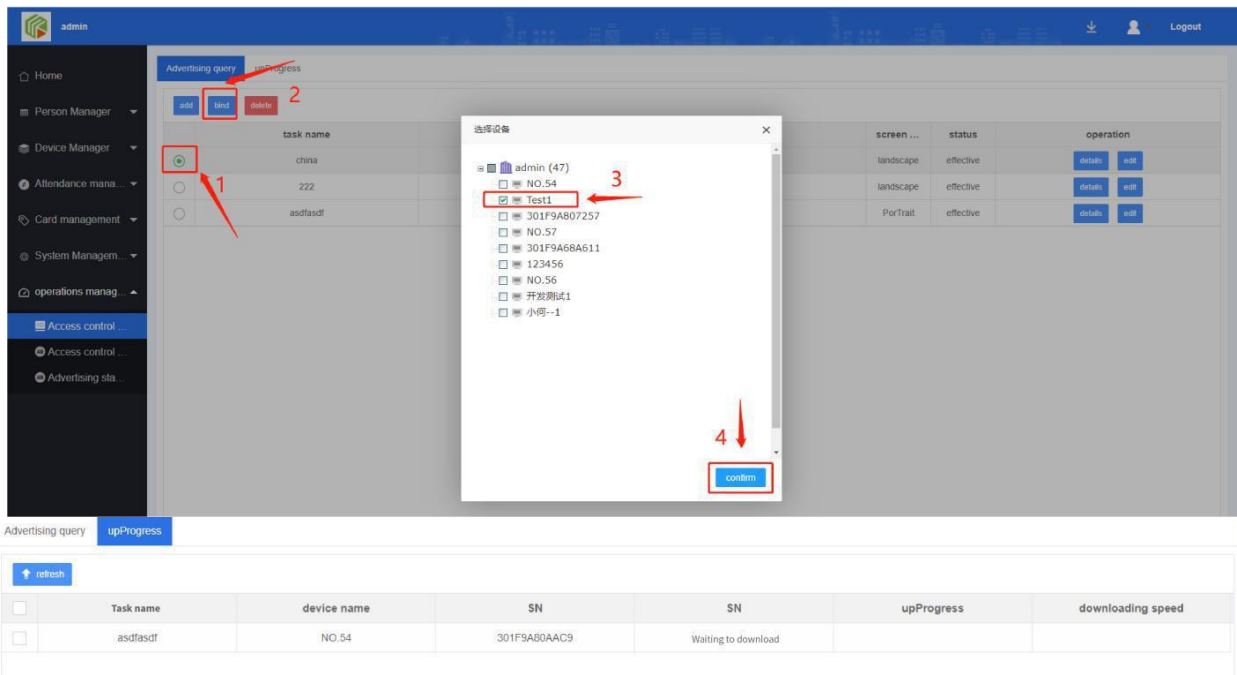 admin
Logout
Home
Person Manager
Device Manager
Attendance mana...
Card management
System Managem...
operations manag...
Access control ...
Access control ...
Advertising sta...
Advertising query upProgress
add bind delete 2
task name screen ... status operation
china landscape effective details edit
1
222 landscape effective details edit
asdfasdf PorTrait effective details edit
选择设备
admin (47)
NO.54
Test1
3
301F9A807257
NO.57
301F9A68A611
123456
NO.56
开发测试1
小何--1
4
confirm
Advertising query upProgress
refresh
Task name device name SN SN upProgress downloading speed
asdfasdf NO.54 301F9A80AAC9 Waiting to download